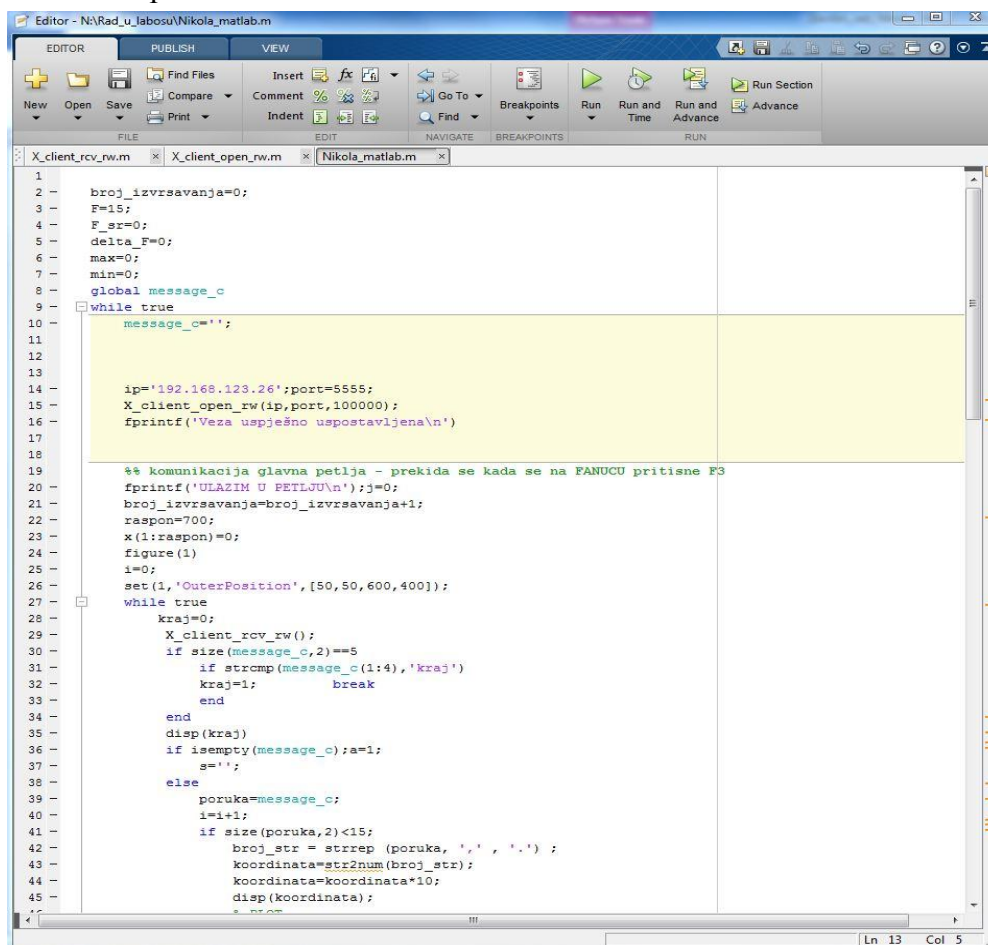 Editor - N:\Rad_u_labosu\Nikola_matlab.m
EDITOR PUBLISH VIEW
New Open Save Find Files Compare Print
Insert fx Comment Indent
Go To Find
Breakpoints
Run Run and Time Run and Advance
Run Section
Advance
FILE EDIT NAVIGATE BREAKPOINTS RUN
X_client_rcv_rw.m × X_client_open_rw.m × Nikola_matlab.m ×
1
2 – broj_izvrsavanja=0;
3 – F=15;
4 – F_sr=0;
5 – delta_F=0;
6 – max=0;
7 – min=0;
8 – global message_c
9 – while true
10 – message_c='';
11
12
13
14 – ip='192.168.123.26';port=5555;
15 – X_client_open_rw(ip,port,100000);
16 – fprintf('Veza uspješno uspostavljena\n')
17
18
19 %% komunikacija glavna petlja - prekida se kada se na FANUCU pritisne F3
20 – fprintf('ULAZIM U PETLJU\n');j=0;
21 – broj_izvrsavanja=broj_izvrsavanja+1;
22 – raspon=700;
23 – x(1:raspon)=0;
24 – figure(1)
25 – i=0;
26 – set(1,'OuterPosition',[50,50,600,400]);
27 – while true
28 – kraj=0;
29 – X_client_rcv_rw();
30 – if size(message_c,2)==5
31 – if strcmp(message_c(1:4),'kraj')
32 – kraj=1; break
33 – end
34 – end
35 – disp(kraj)
36 – if isempty(message_c);a=1;
37 – s='';
38 – else
39 – poruka=message_c;
40 – i=i+1;
41 – if size(poruka,2)<15;
42 – broj_str = strrep (poruka, ',' , '.') ;
43 – koordinata=str2num(broj_str);
44 – koordinata=koordinata*10;
45 – disp(koordinata);
Ln 13 Col 5